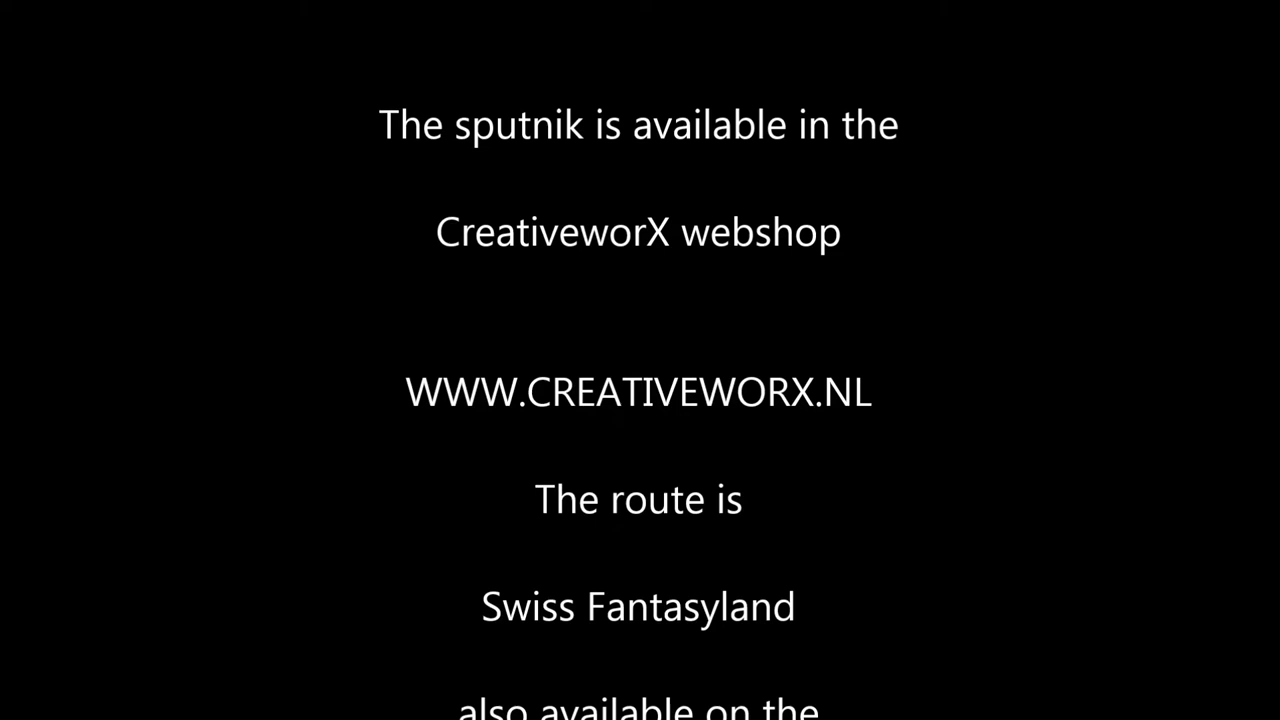 The sputnik is available in the
CreativeworX webshop
WWW.CREATIVEWORX.NL
The route is
Swiss Fantasyland
also available on the